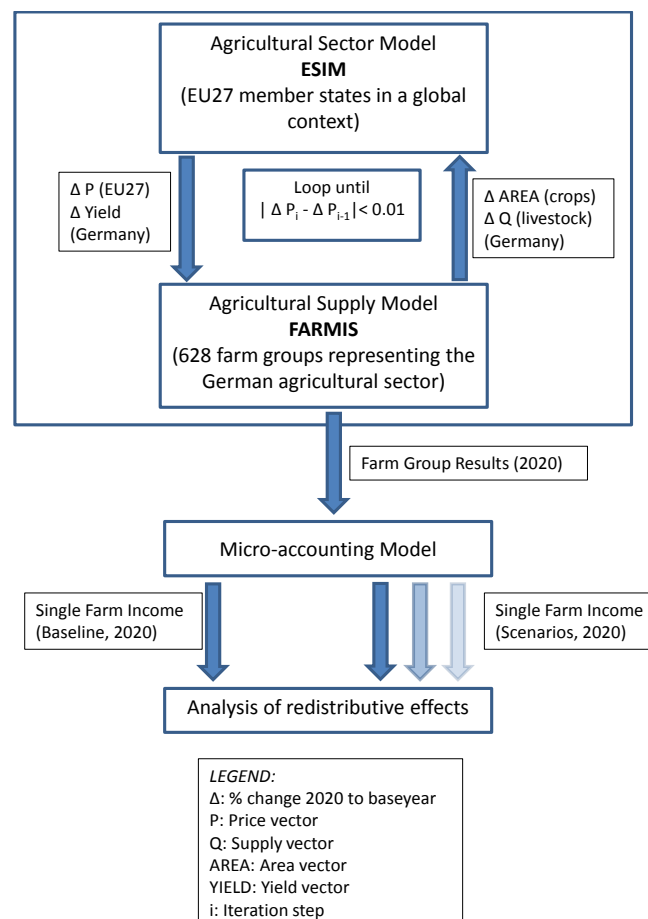 Agricultural Sector Model
ESIM
(EU27 member states in a global
context)
Δ P (EU27)
Δ Yield
(Germany)
Loop until
| Δ Pi - Δ Pi-1|< 0.01
Δ AREA (crops)
Δ Q (livestock)
(Germany)
Agricultural Supply Model
FARMIS
(628 farm groups representing the
German agricultural sector)
Farm Group Results (2020)
Micro-accounting Model
Single Farm Income
(Baseline, 2020)
Single Farm Income
(Scenarios, 2020)
Analysis of redistributive effects
LEGEND:
Δ: % change 2020 to baseyear
P: Price vector
Q: Supply vector
AREA: Area vector
YIELD: Yield vector
i: Iteration step